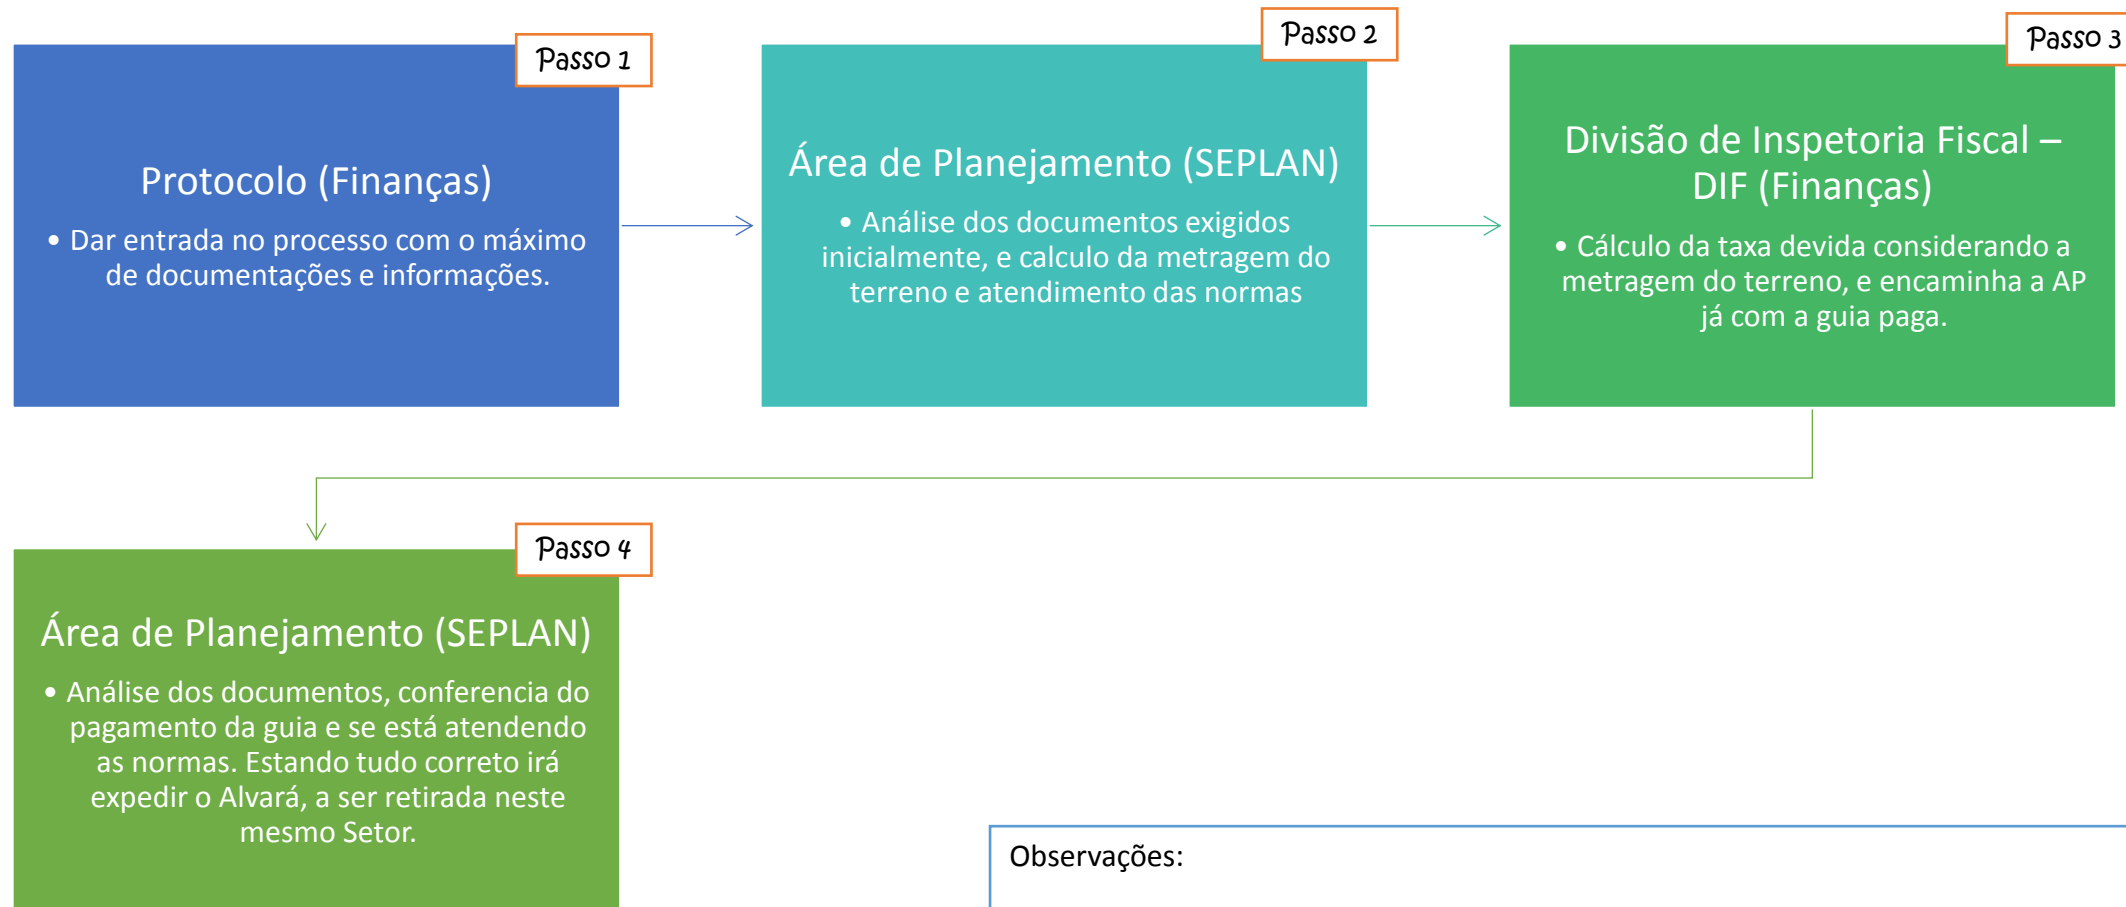 Passo 1
Protocolo (Finanças)
• Dar entrada no processo com o máximo
de documentações e informações.
Passo 2
Área de Planejamento (SEPLAN)
• Análise dos documentos exigidos
inicialmente, e calculo da metragem do
terreno e atendimento das normas
Passo 3
Divisão de Inspetoria Fiscal –
DIF (Finanças)
• Cálculo da taxa devida considerando a
metragem do terreno, e encaminha a AP
já com a guia paga.
Passo 4
Área de Planejamento (SEPLAN)
• Análise dos documentos, conferencia do
pagamento da guia e se está atendendo
as normas. Estando tudo correto irá
expedir o Alvará, a ser retirada neste
mesmo Setor.
Observações: